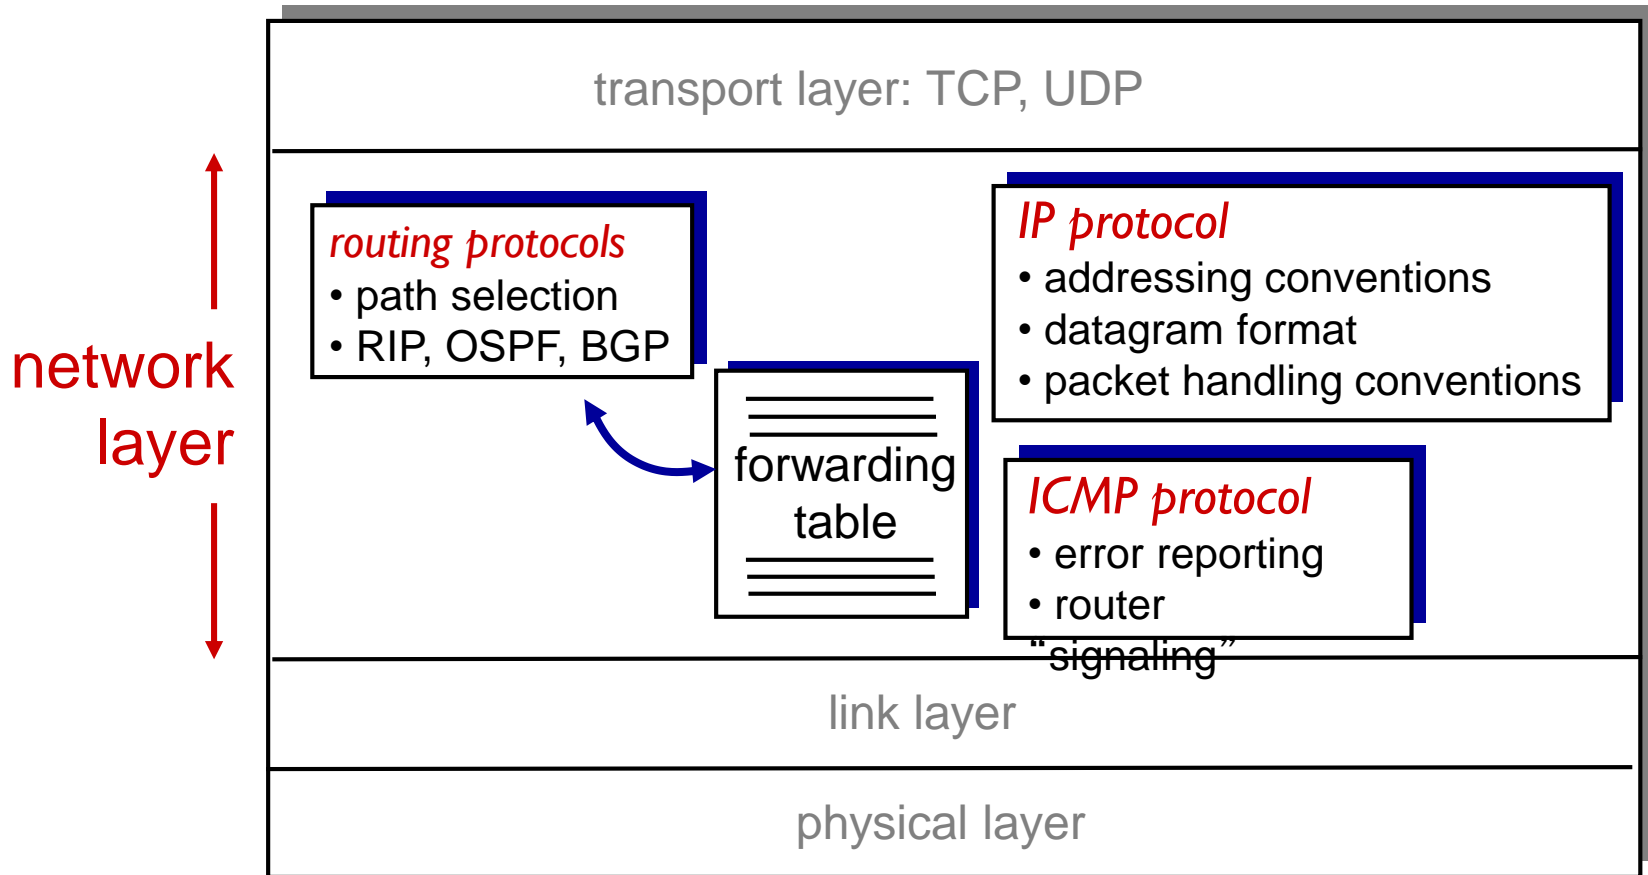 transport layer: TCP, UDP
network
layer
routing protocols
• path selection
• RIP, OSPF, BGP
forwarding
table
IP protocol
• addressing conventions
• datagram format
• packet handling conventions
ICMP protocol
• error reporting
• router
“signaling”
link layer
physical layer